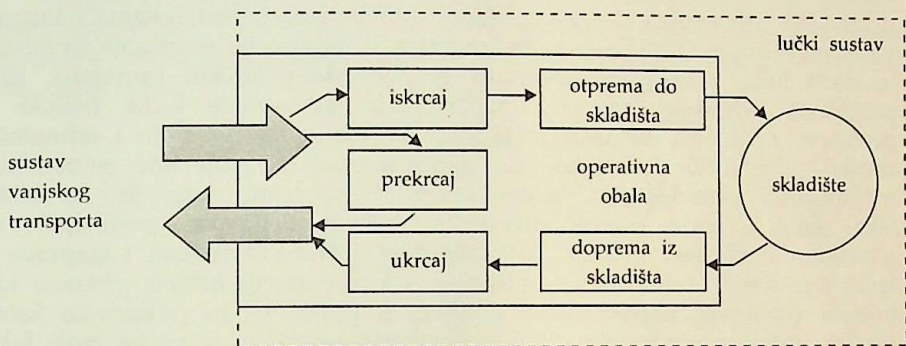 lučki sustav
iskrcaj
otprema do
skladišta
sustav
vanjskog
transporta
prekrcaj
operativna
obala
skladište
ukrcaj
doprema iz
skladišta